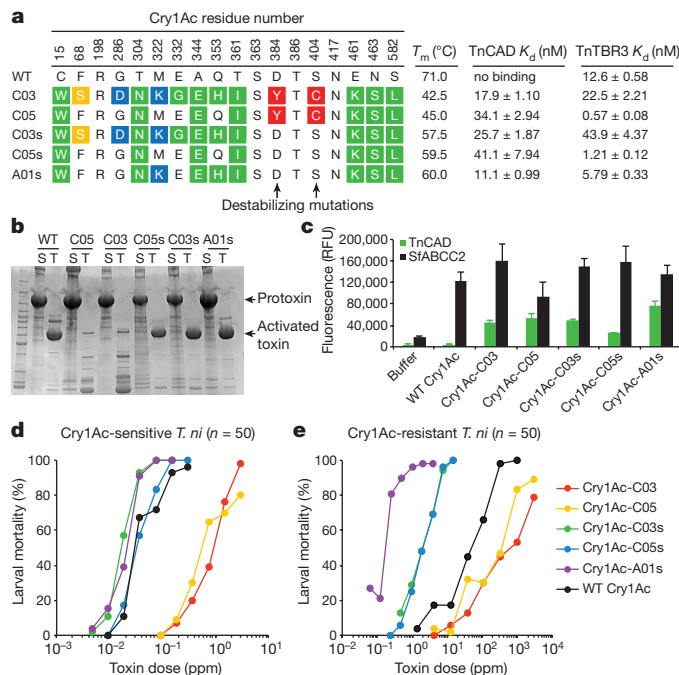 a
Cry1Ac residue number
15 68 198 286 304 322 332 344 353 361 363 384 386 404 417 461 463 582 Tm (°C) TnCAD Kd (nM) TnTBR3 Kd (nM)
WT C F R G T M E A Q T S D T S N E N S 71.0 no binding 12.6 ± 0.58
C03 W S R D N K G E H I S Y T C N K S L 42.5 17.9 ± 1.10 22.5 ± 2.21
C05 W F R G N M E E Q I S Y T C N K S L 45.0 34.1 ± 2.94 0.57 ± 0.08
C03s W S R D N K G E H I S D T S N K S L 57.5 25.7 ± 1.87 43.9 ± 4.37
C05s W F R G N M E E Q I S D T S N K S L 59.5 41.1 ± 7.94 1.21 ± 0.12
A01s W F R G N K E E H I S D T S N K S L 60.0 11.1 ± 0.99 5.79 ± 0.33
Destabilizing mutations
b
WT C05 C03 C05s C03s A01s
S T S T S T S T S T S T
Protoxin
Activated toxin
c
Fluorescence (RFU)
200,000
160,000
120,000
80,000
40,000
0
TnCAD
SfABCC2
Buffer
WT Cry1Ac
Cry1Ac-C03
Cry1Ac-C05
Cry1Ac-C03s
Cry1Ac-C05s
Cry1Ac-A01s
d
Cry1Ac-sensitive T. ni (n = 50)
Larval mortality (%)
100
80
60
40
20
0
10−3 10−2 10−1 100 101
Toxin dose (ppm)
e
Cry1Ac-resistant T. ni (n = 50)
Larval mortality (%)
100
80
60
40
20
0
10−2 10−1 100 101 102 103 104
Toxin dose (ppm)
Cry1Ac-C03
Cry1Ac-C05
Cry1Ac-C03s
Cry1Ac-C05s
Cry1Ac-A01s
WT Cry1Ac